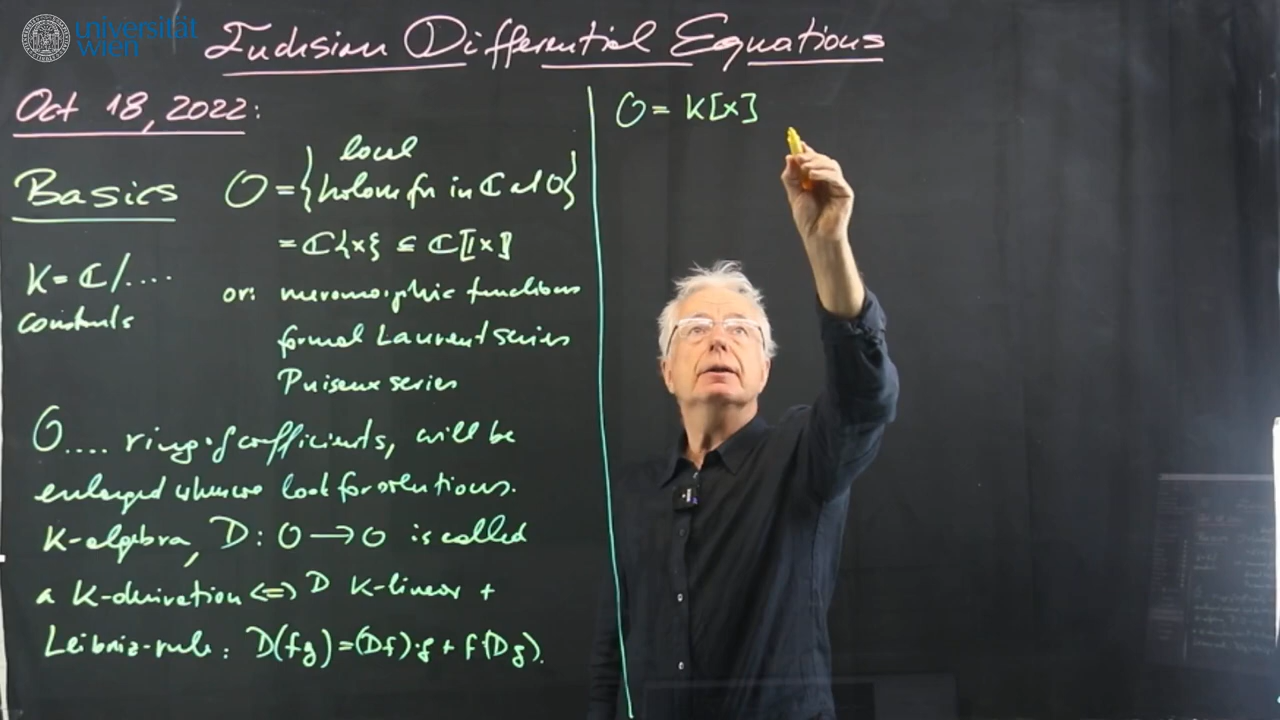 universität
wien
Fuchsian Differential Equations
Oct 18, 2022:
Basics
K = ℂ/....
constants
O = { local holom fn in ℂ at 0}
= ℂ{x} ⊆ ℂ[[x]]
or: meromorphic functions
formal Laurent series
Puiseux series
O.... ring of coefficients, will be
enlarged when we look for solutions.
K-algebra, D: O → O is called
a K-derivation <=> D K-linear +
Leibniz-rule: D(fg) = (Df)·g + f·(Dg).
O = K[x]